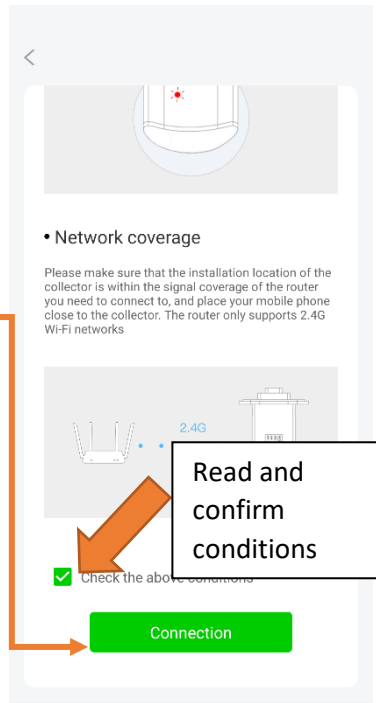 • Network coverage
Please make sure that the installation location of the
collector is within the signal coverage of the router
you need to connect to, and place your mobile phone
close to the collector. The router only supports 2.4G
Wi-Fi networks
2.4G
Read and
confirm
conditions
Check the above conditions
Connection